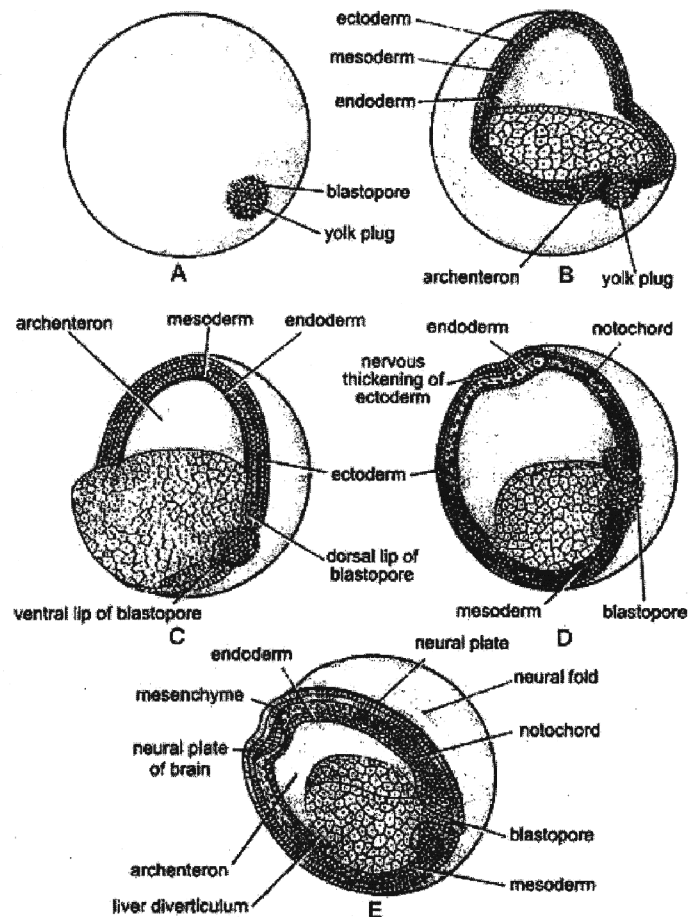 blastopore
yolk plug
A
ectoderm
mesoderm
endoderm
archenteron
B
yolk plug
archenteron
mesoderm
endoderm
ectoderm
dorsal lip of
blastopore
ventral lip of blastopore
C
endoderm
notochord
nervous
thickening of
ectoderm
mesoderm
blastopore
D
endoderm
neural plate
mesenchyme
neural fold
neural plate
of brain
notochord
blastopore
archenteron
mesoderm
liver diverticulum
E